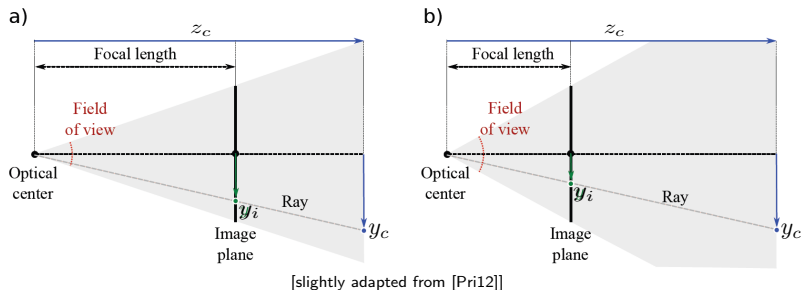 a)
z_c
Focal length
Field
of view
Optical
center
y_i
Ray
Image
plane
y_c
b)
z_c
Focal length
Field
of view
Optical
center
y_i
Ray
Image
plane
y_c
[slightly adapted from [Pri12]]